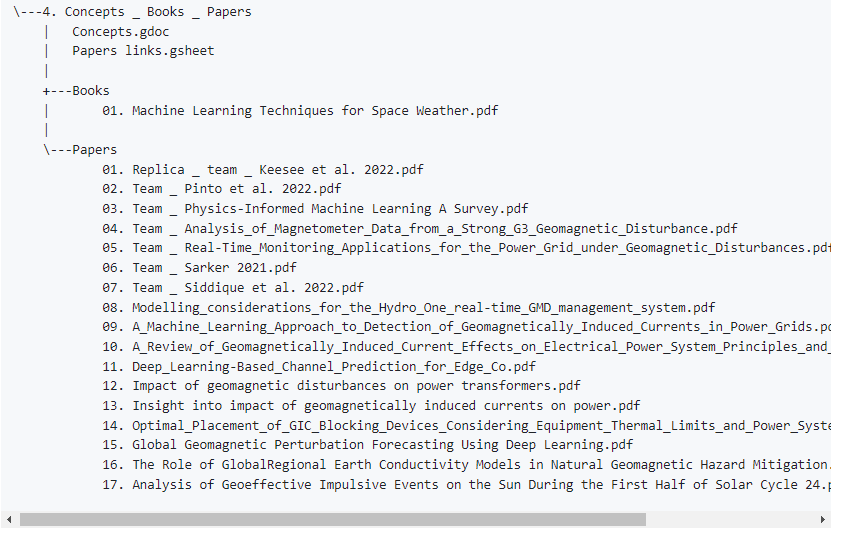 \---4. Concepts _ Books _ Papers
|   Concepts.gdoc
|   Papers links.gsheet
|
+---Books
|       01. Machine Learning Techniques for Space Weather.pdf
|
\---Papers
01. Replica _ team _ Keesee et al. 2022.pdf
02. Team _ Pinto et al. 2022.pdf
03. Team _ Physics-Informed Machine Learning A Survey.pdf
04. Team _ Analysis_of_Magnetometer_Data_from_a_Strong_G3_Geomagnetic_Disturbance.pdf
05. Team _ Real-Time_Monitoring_Applications_for_the_Power_Grid_under_Geomagnetic_Disturbances.pdf
06. Team _ Sarker 2021.pdf
07. Team _ Siddique et al. 2022.pdf
08. Modelling_considerations_for_the_Hydro_One_real-time_GMD_management_system.pdf
09. A_Machine_Learning_Approach_to_Detection_of_Geomagnetically_Induced_Currents_in_Power_Grids.p
10. A_Review_of_Geomagnetically_Induced_Current_Effects_on_Electrical_Power_System_Principles_and_
11. Deep_Learning-Based_Channel_Prediction_for_Edge_Co.pdf
12. Impact of geomagnetic disturbances on power transformers.pdf
13. Insight into impact of geomagnetically induced currents on power.pdf
14. Optimal_Placement_of_GIC_Blocking_Devices_Considering_Equipment_Thermal_Limits_and_Power_Syste
15. Global Geomagnetic Perturbation Forecasting Using Deep Learning.pdf
16. The Role of GlobalRegional Earth Conductivity Models in Natural Geomagnetic Hazard Mitigation.
17. Analysis of Geoeffective Impulsive Events on the Sun During the First Half of Solar Cycle 24.p